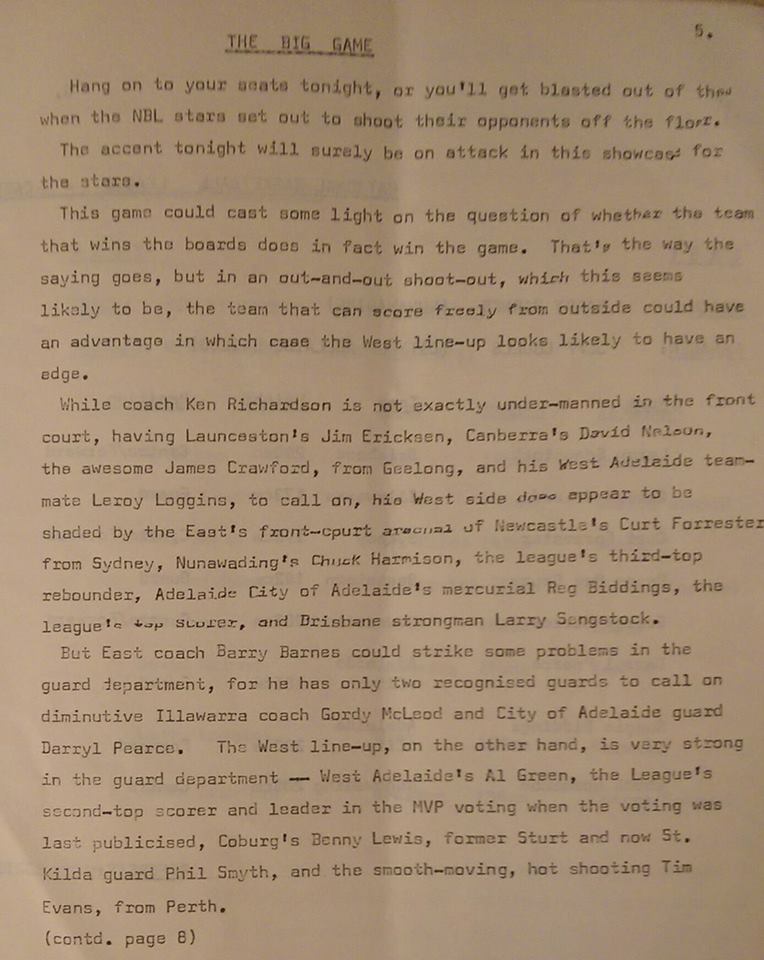 5.
THE BIG GAME
Hang on to your seats tonight, or you'll get blasted out of them
when the NBL stars set out to shoot their opponents off the floor.
The accent tonight will surely be on attack in this showcase for
the stars.
This game could cast some light on the question of whether the team
that wins the boards does in fact win the game. That's the way the
saying goes, but in an out-and-out shoot-out, which this seems
likely to be, the team that can score freely from outside could have
an advantage in which case the West line-up looks likely to have an
edge.
While coach Ken Richardson is not exactly under-manned in the front
court, having Launceston's Jim Ericksen, Canberra's David Nelson,
the awesome James Crawford, from Geelong, and his West Adelaide team-
mate Leroy Loggins, to call on, his West side does appear to be
shaded by the East's front-cpurt arsenal of Newcastle's Curt Forrester
from Sydney, Nunawading's Chuck Harmison, the league's third-top
rebounder, Adelaide City of Adelaide's mercurial Reg Biddings, the
league's top scorer, and Brisbane strongman Larry Sengstock.
But East coach Barry Barnes could strike some problems in the
guard department, for he has only two recognised guards to call on
diminutive Illawarra coach Gordy McLeod and City of Adelaide guard
Darryl Pearce. The West line-up, on the other hand, is very strong
in the guard department -- West Adelaide's Al Green, the League's
second-top scorer and leader in the MVP voting when the voting was
last publicised, Coburg's Benny Lewis, former Sturt and now St.
Kilda guard Phil Smyth, and the smooth-moving, hot shooting Tim
Evans, from Perth.
(contd. page 8)